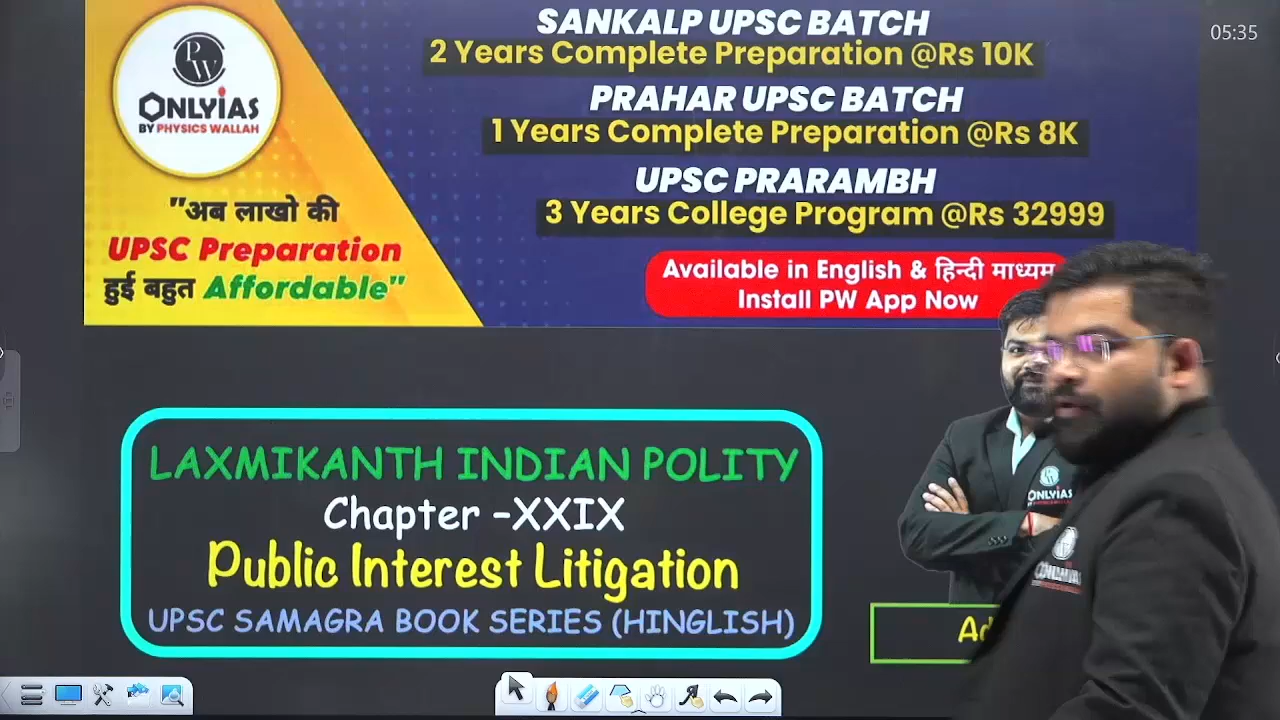 SANKALP UPSC BATCH
2 Years Complete Preparation @Rs 10K
PRAHAR UPSC BATCH
1 Years Complete Preparation @Rs 8K
UPSC PRARAMBH
3 Years College Program @Rs 32999
Available in English & हिन्दी माध्यम
Install PW App Now
05:35
PW
ONLYIAS
BY PHYSICS WALLAH
"अब लाखो की
UPSC Preparation
हुई बहुत Affordable"
LAXMIKANTH INDIAN POLITY
Chapter –XXIX
Public Interest Litigation
UPSC SAMAGRA BOOK SERIES (HINGLISH)
ONLYIAS
ONLYIAS